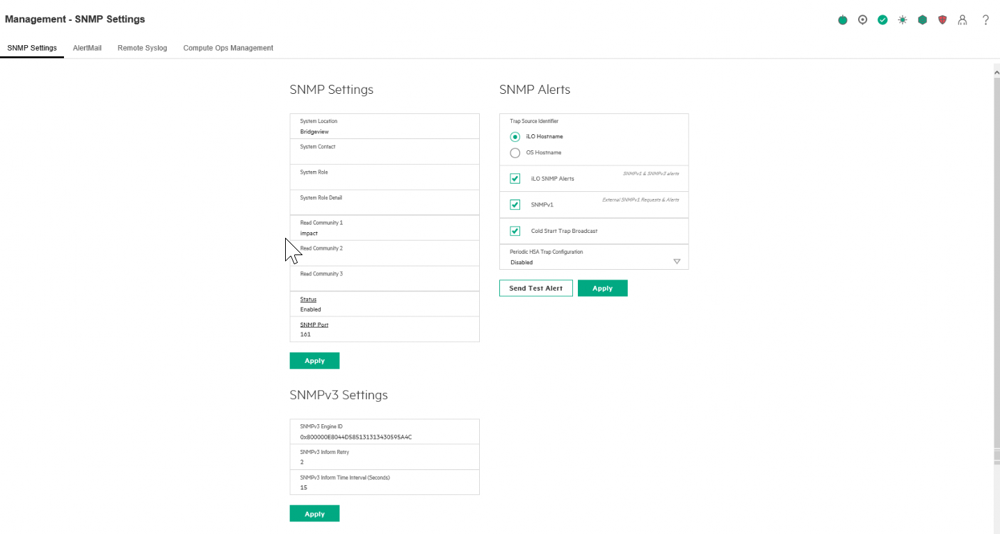 Management - SNMP Settings
SNMP Settings
AlertMail
Remote Syslog
Compute Ops Management
SNMP Settings
System Location
Bridgeview
System Contact
System Role
System Role Detail
Read Community 1
impact
Read Community 2
Read Community 3
Status
Enabled
SNMP Port
161
Apply
SNMP Alerts
Trap Source Identifier
iLO Hostname
OS Hostname
SNMPv1 & SNMPv3 alerts
iLO SNMP Alerts
External SNMPv1 Requests & Alerts
SNMPv1
Cold Start Trap Broadcast
Periodic HSA Trap Configuration
Disabled
Send Test Alert
Apply
SNMPv3 Settings
SNMPv3 Engine ID
0x800000E8044D585131313430595A4C
SNMPv3 Inform Retry
2
SNMPv3 Inform Time Interval (Seconds)
15
Apply